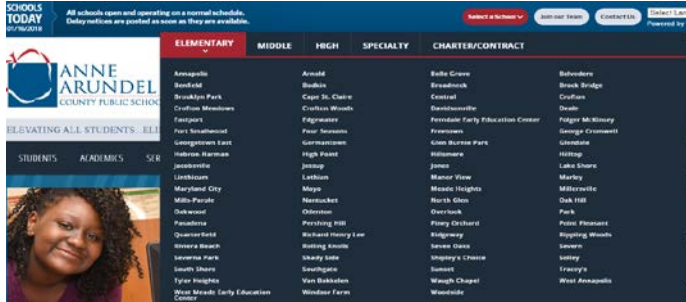 SCHOOLS
TODAY
01/16/2018
All schools open and operating on a normal schedule.
Delay notices are posted as soon as they are available.
Select a School
Join our Team
Contact Us
Select Lan
Powered by
ELEMENTARY MIDDLE HIGH SPECIALTY CHARTER/CONTRACT
ANNE
ARUNDEL
COUNTY PUBLIC SCHOO
ELEVATING ALL STUDENTS. ELE
STUDENTS ACADEMICS SER
Annapolis Arnold Belle Grove Belvedere
Benfield Bodkin Broadneck Brock Bridge
Brooklyn Park Cape St. Claire Central Crofton
Crofton Meadows Crofton Woods Davidsonville Deale
Eastport Edgewater Ferndale Early Education Center Folger McKinsey
Fort Smallwood Four Seasons Freetown George Cromwell
Georgetown East Germantown Glen Burnie Park Glendale
Hebron-Harman High Point Hillsmere Hilltop
Jacobsville Jessup Jones Lake Shore
Linthicum Lothian Manor View Marley
Maryland City Mayo Meade Heights Millersville
Mills-Parole Nantucket North Glen Oak Hill
Oakwood Odenton Overlook Park
Pasadena Pershing Hill Piney Orchard Point Pleasant
Quarterfield Richard Henry Lee Ridgeway Rippling Woods
Riviera Beach Rolling Knolls Seven Oaks Severn
Severna Park Shady Side Shipley's Choice Solley
South Shore Southgate Sunset Tracey's
Tyler Heights Van Bokkelen Waugh Chapel West Annapolis
West Meade Early Education Center Windsor Farm Woodside